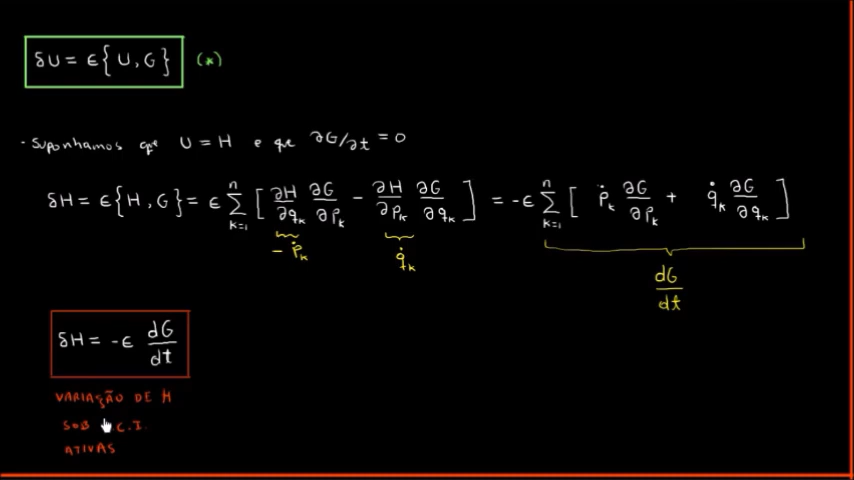 δU = ϵ{U, G} (*)
· Suponhamos que U = H e que ∂G/∂t = 0
δH = ϵ{H, G} = ϵ ∑_{k=1}^{n} [ ∂H/∂q_k ∂G/∂p_k − ∂H/∂p_k ∂G/∂q_k ] = −ϵ ∑_{k=1}^{n} [ ṗ_k ∂G/∂p_k + q̇_k ∂G/∂q_k ]
− ṗ_k q̇_k dG/dt
δH = −ϵ dG/dt
VARIAÇÃO DE H
SOB .C.I.
ATIVAS